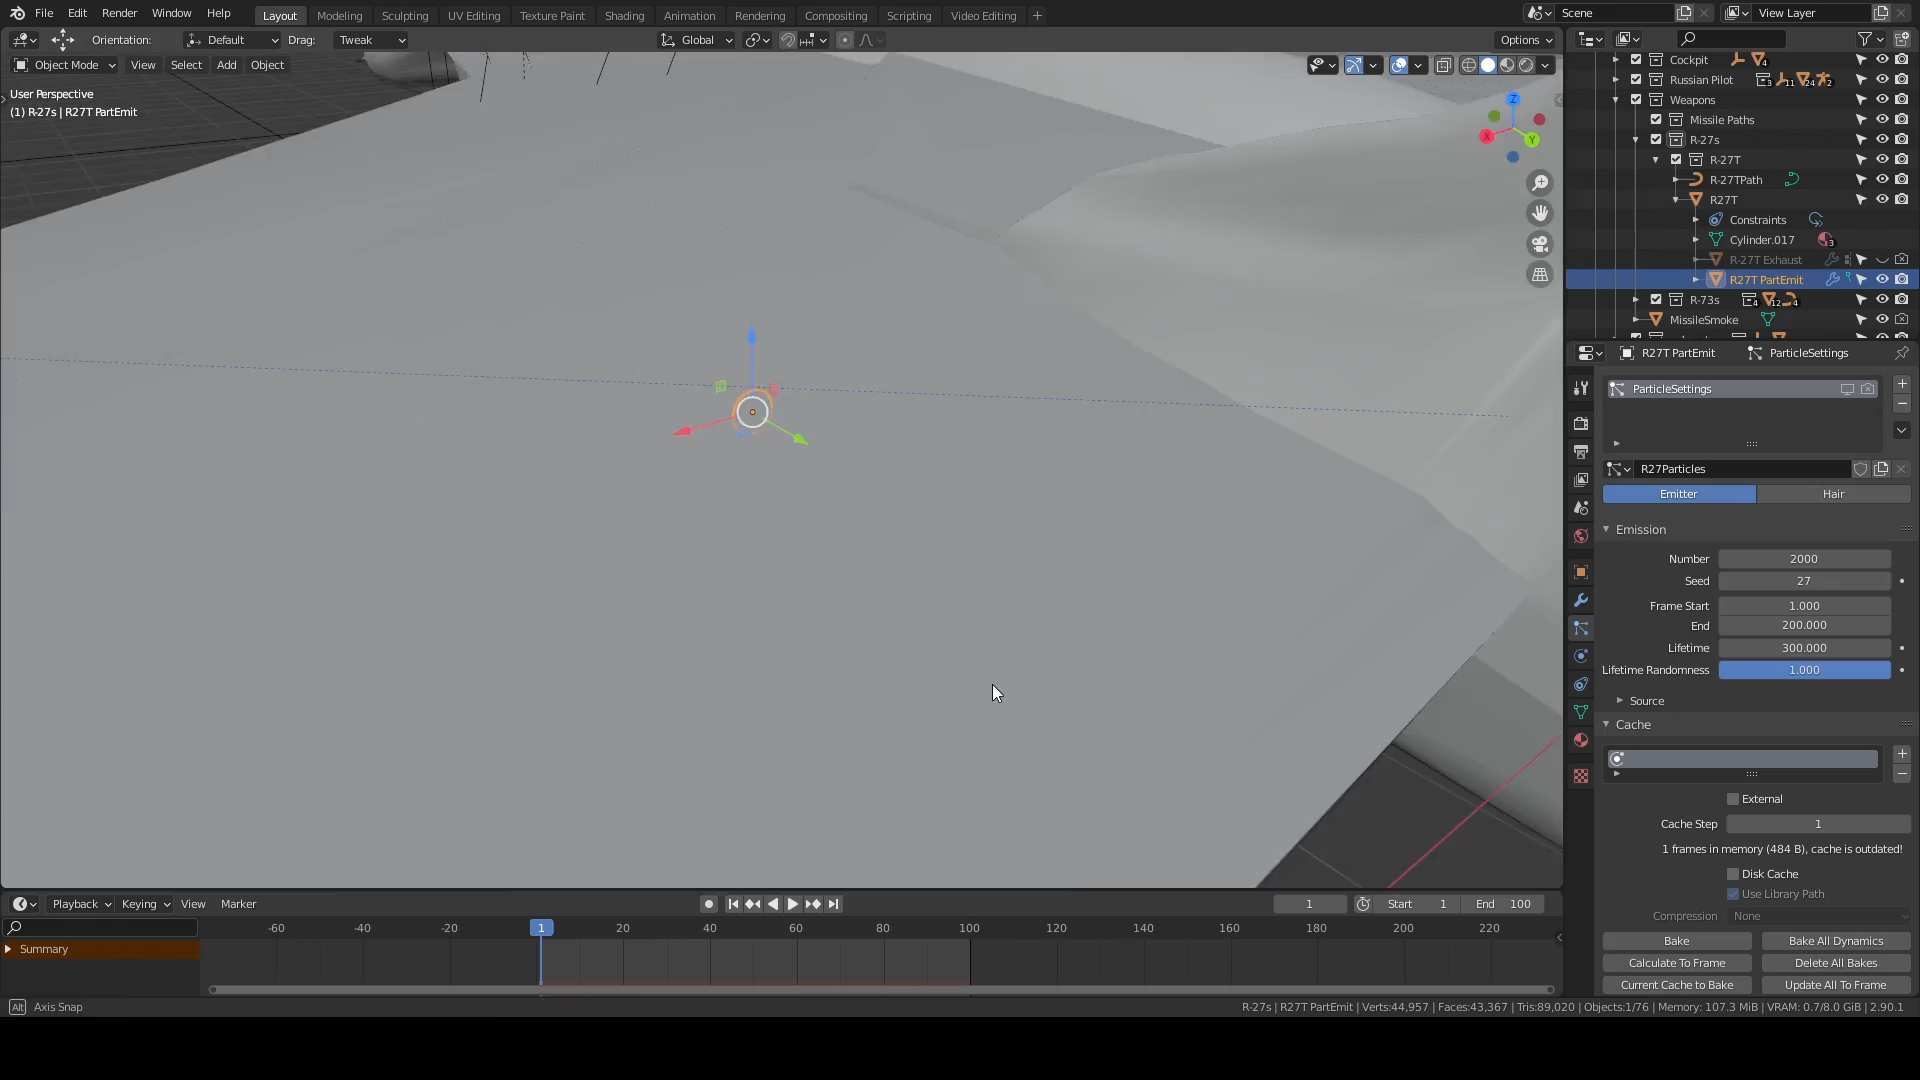 File Edit Render Window Help Layout Modeling Sculpting UV Editing Texture Paint Shading Animation Rendering Compositing Scripting Video Editing + Scene View Layer
Orientation: Default Drag: Tweak Global Options
Object Mode View Select Add Object
User Perspective
(1) R-27s | R27T PartEmit
Z
X
Y
Cockpit 4
Russian Pilot 3 11 24 2
Weapons
Missile Paths
R-27s
R-27T
R-27TPath
R27T
Constraints
Cylinder.017 3
R-27T Exhaust
R27T PartEmit
R-73s 4 12 4
MissileSmoke
R27T PartEmit ParticleSettings
ParticleSettings
R27Particles
Emitter Hair
Emission
Number 2000
Seed 27
Frame Start 1.000
End 200.000
Lifetime 300.000
Lifetime Randomness 1.000
Source
Cache
External
Cache Step 1
1 frames in memory (484 B), cache is outdated!
Disk Cache
Use Library Path
Compression None
Bake Bake All Dynamics
Calculate To Frame Delete All Bakes
Current Cache to Bake Update All To Frame
Playback Keying View Marker 1 Start 1 End 100
-60 -40 -20 1 20 40 60 80 100 120 140 160 180 200 220
Summary
Alt Axis Snap R-27s | R27T PartEmit | Verts:44,957 | Faces:43,367 | Tris:89,020 | Objects:1/76 | Memory: 107.3 MiB | VRAM: 0.7/8.0 GiB | 2.90.1